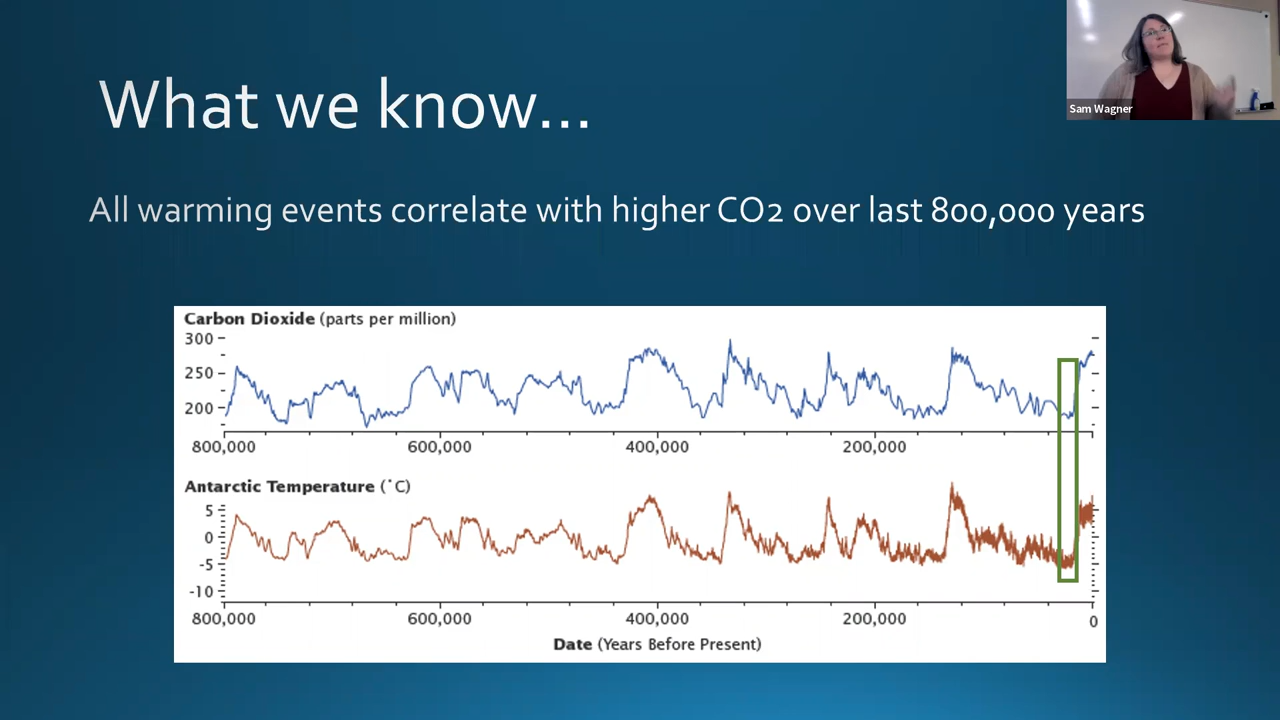 What we know...
Sam Wagner
All warming events correlate with higher CO2 over last 800,000 years
Carbon Dioxide (parts per million)
300
250
200
800,000 600,000 400,000 200,000
Antarctic Temperature (˚C)
5
0
-5
-10
800,000 600,000 400,000 200,000 0
Date (Years Before Present)